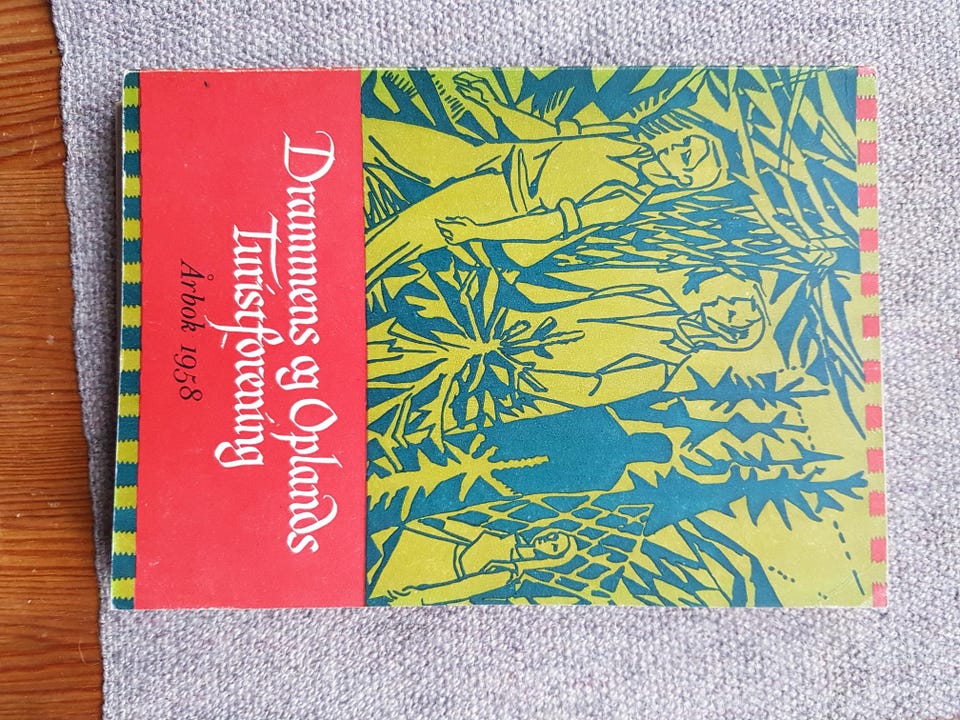 Drammens og Oplands
Turistforening
Årbok 1958